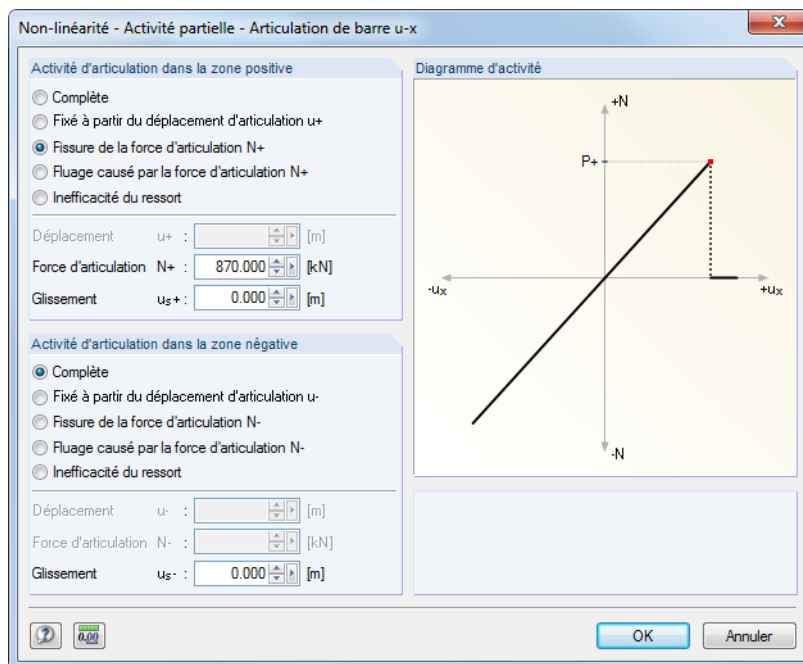 Non-linéarité - Activité partielle - Articulation de barre u-x
Activité d'articulation dans la zone positive
Complète
Fixé à partir du déplacement d'articulation u+
Fissure de la force d'articulation N+
Fluage causé par la force d'articulation N+
Inefficacité du ressort
Déplacement u+ : [m]
Force d'articulation N+ : 870.000 [kN]
Glissement us+ : 0.000 [m]
Activité d'articulation dans la zone négative
Complète
Fixé à partir du déplacement d'articulation u-
Fissure de la force d'articulation N-
Fluage causé par la force d'articulation N-
Inefficacité du ressort
Déplacement u- : [m]
Force d'articulation N- : [kN]
Glissement us- : 0.000 [m]
Diagramme d'activité
+N
P+
-ux
+ux
-N
0.00
OK
Annuler